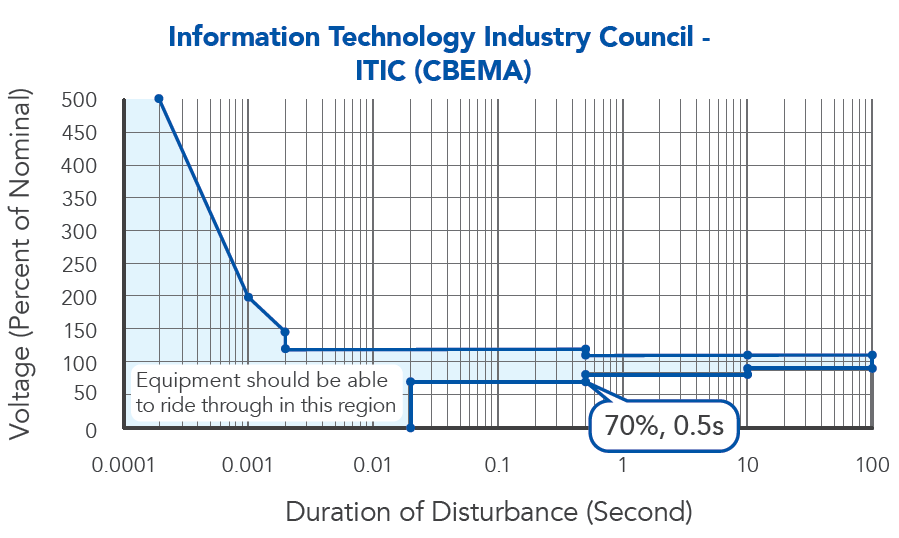 Information Technology Industry Council -
ITIC (CBEMA)
Voltage (Percent of Nominal)
500
450
400
350
300
250
200
150
100
50
0
Equipment should be able
to ride through in this region
70%, 0.5s
0.0001 0.001 0.01 0.1 1 10 100
Duration of Disturbance (Second)